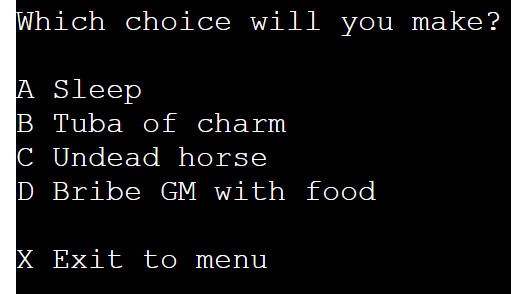 Which choice will you make?
A Sleep
B Tuba of charm
C Undead horse
D Bribe GM with food
X Exit to menu